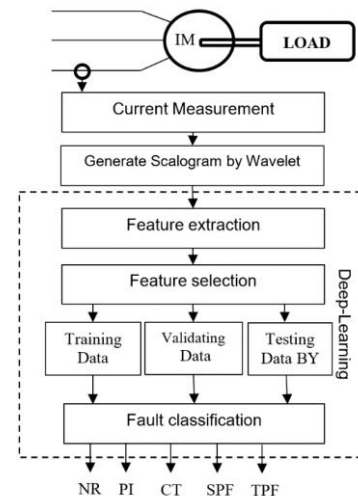 IM
LOAD
Current Measurement
Generate Scalogram by Wavelet
Feature extraction
Feature selection
Deep-Learning
Training
Data
Validating
Data
Testing
Data BY
Fault classification
NR PI CT SPF TPF